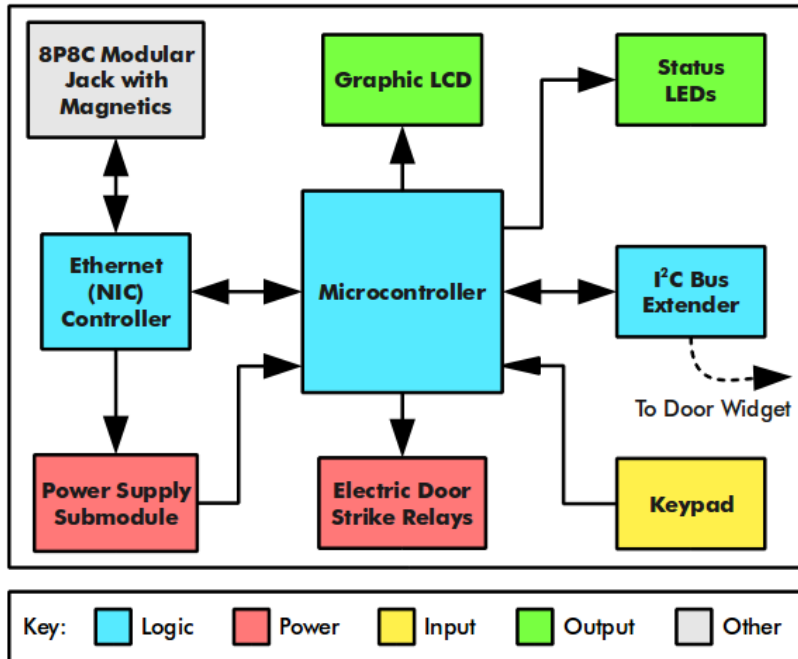 8P8C Modular
Jack with
Magnetics
Graphic LCD
Status
LEDs
Ethernet
(NIC)
Controller
Microcontroller
I²C Bus
Extender
To Door Widget
Power Supply
Submodule
Electric Door
Strike Relays
Keypad
Key: Logic Power Input Output Other